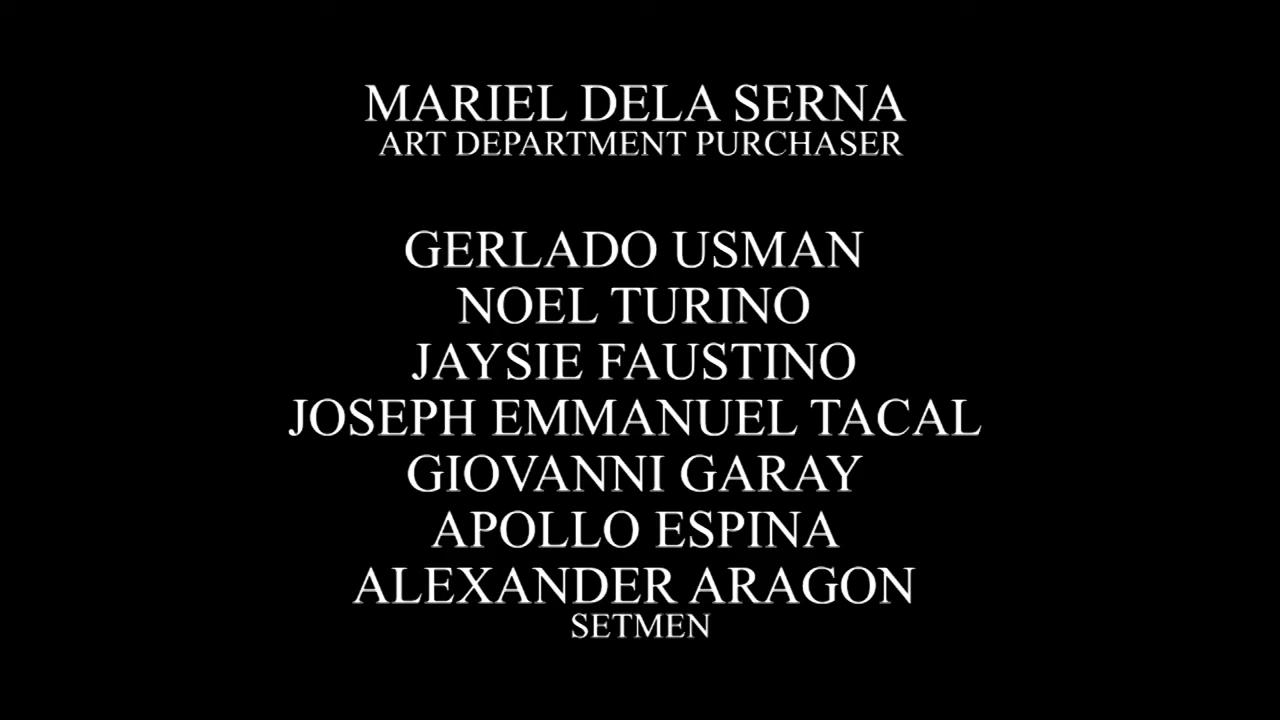 MARIEL DELA SERNA
ART DEPARTMENT PURCHASER
GERLADO USMAN
NOEL TURINO
JAYSIE FAUSTINO
JOSEPH EMMANUEL TACAL
GIOVANNI GARAY
APOLLO ESPINA
ALEXANDER ARAGON
SETMEN